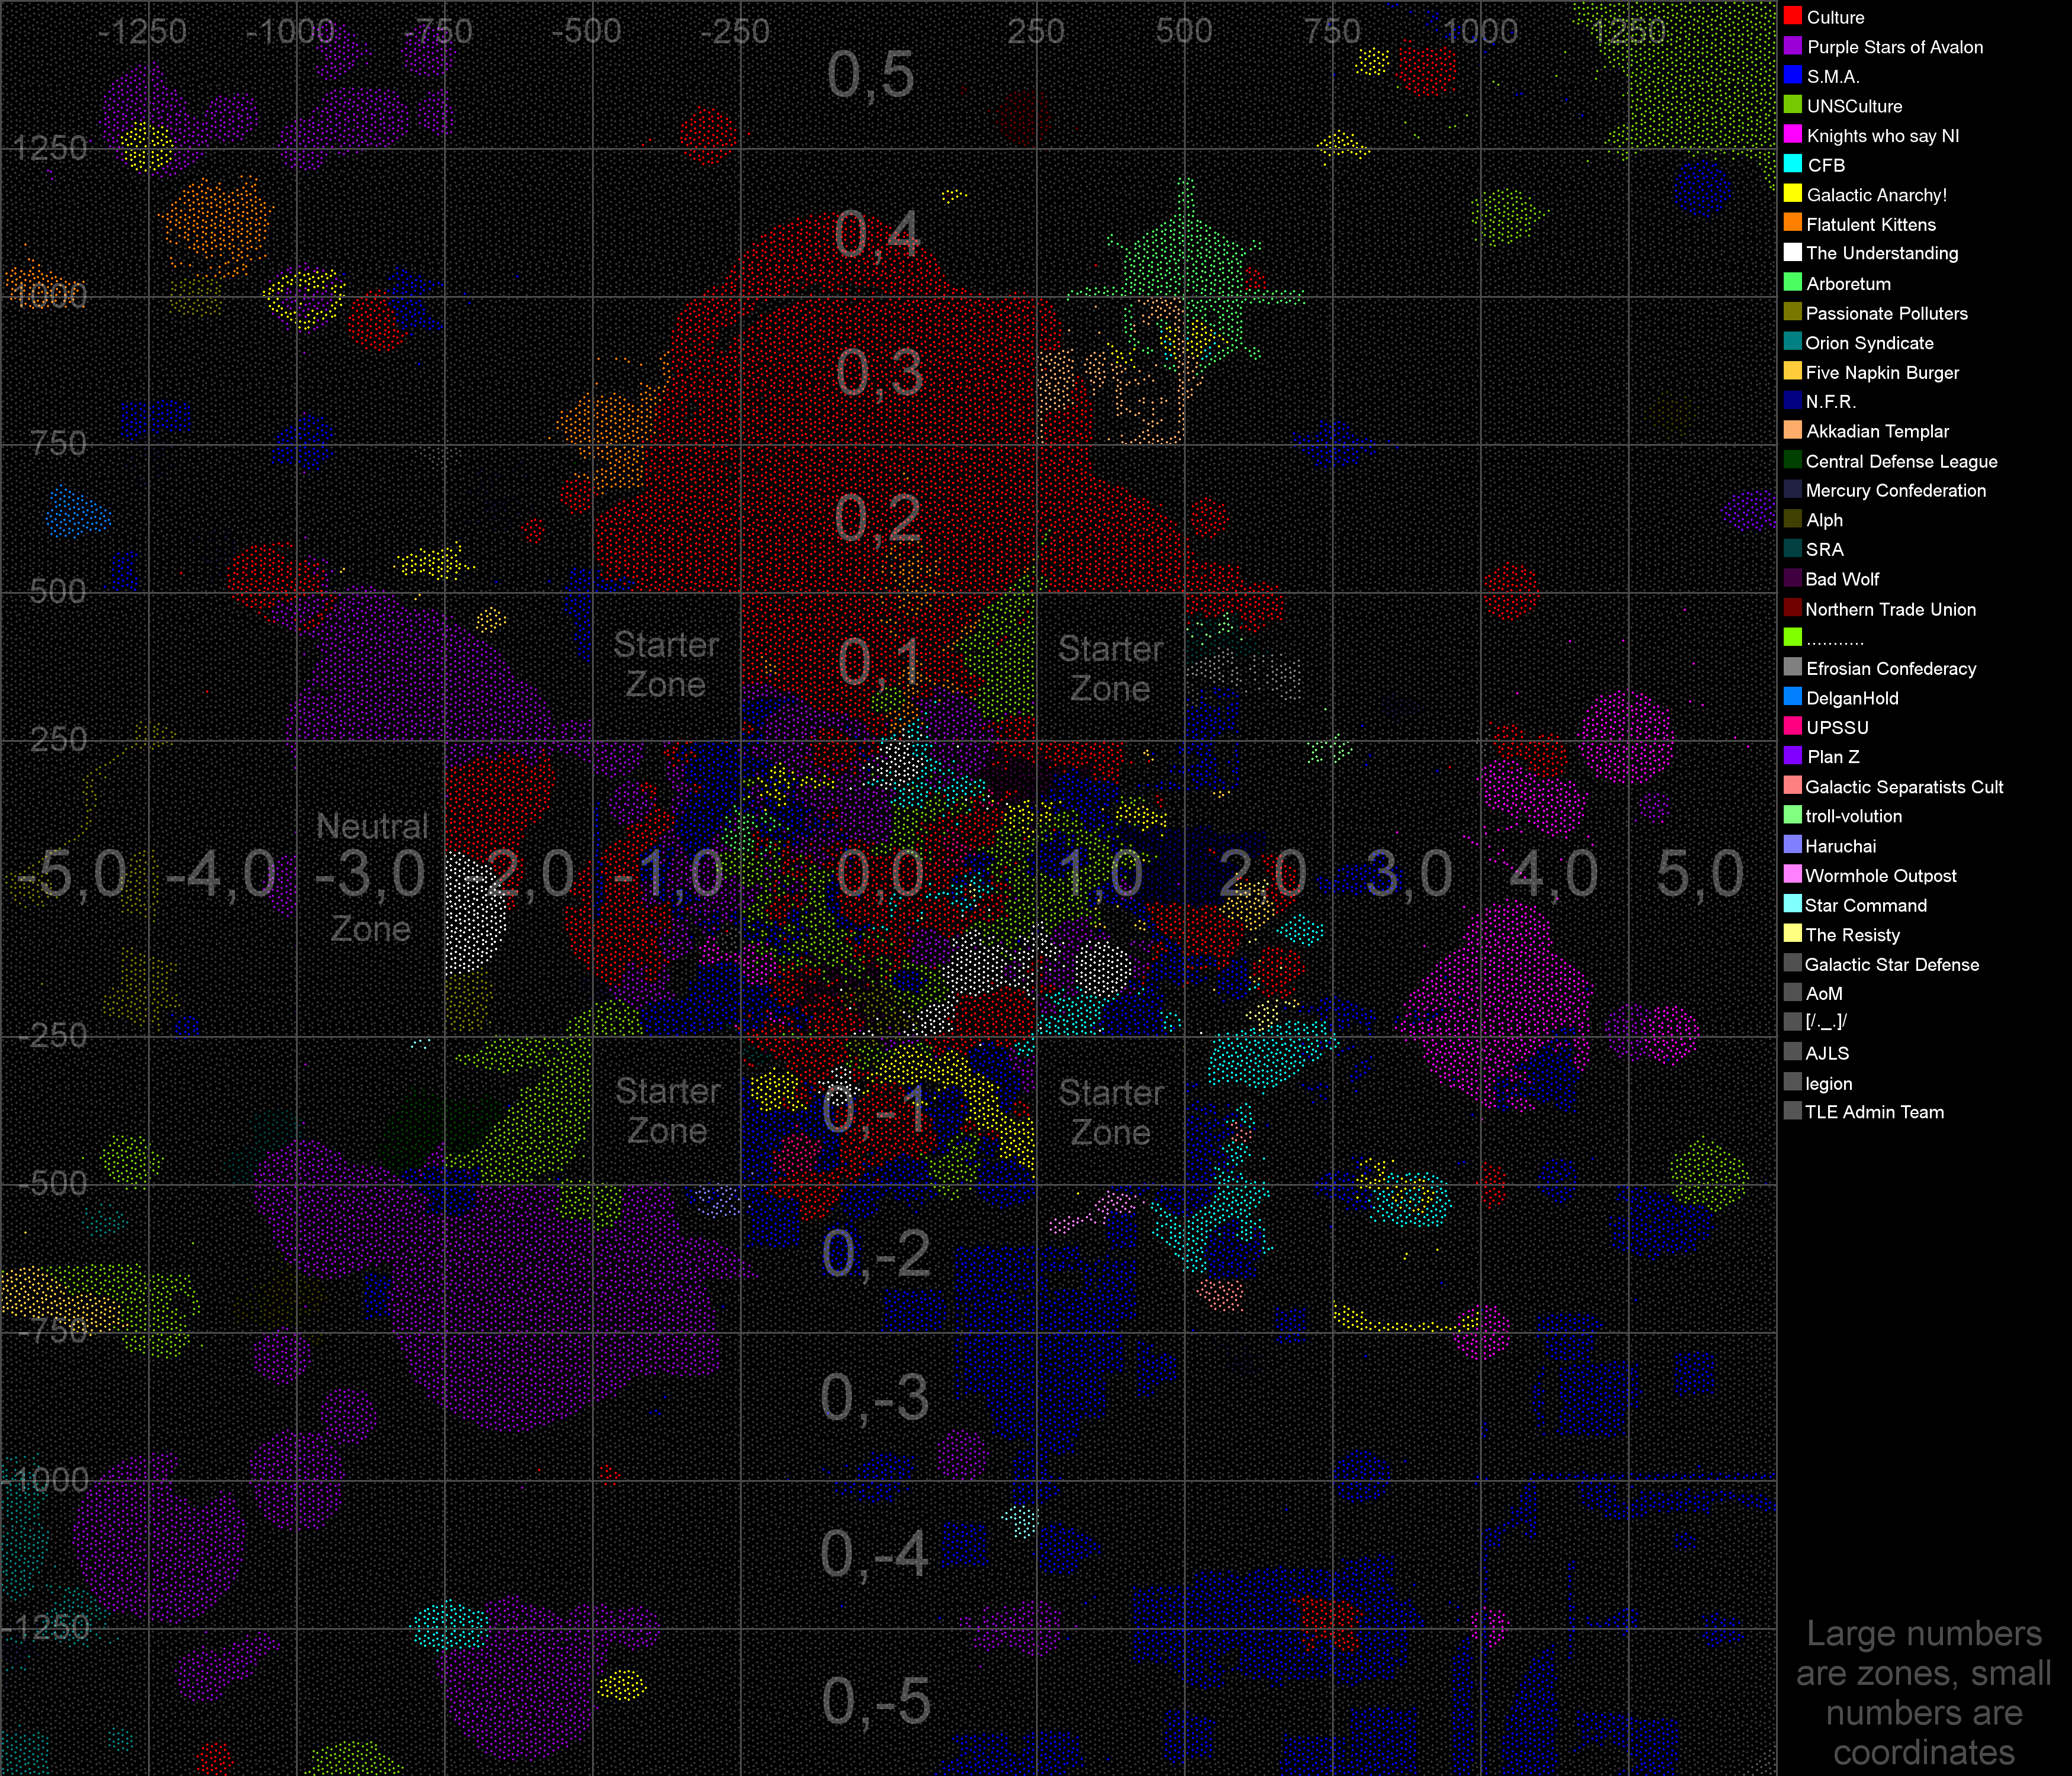 -1250 -1000 -750 -500 -250 250 500 750 1000 1250
0,5
1250
0,4
1000
0,3
750
0,2
500
Starter
Zone
0,1
Starter
Zone
250
Neutral
Zone
-5,0 -4,0 -3,0 -2,0 -1,0 0,0 1,0 2,0 3,0 4,0 5,0
-250
Starter
Zone
0,-1
Starter
Zone
-500
0,-2
-750
0,-3
-1000
0,-4
-1250
0,-5
Culture
Purple Stars of Avalon
S.M.A.
UNSCulture
Knights who say NI
CFB
Galactic Anarchy!
Flatulent Kittens
The Understanding
Arboretum
Passionate Polluters
Orion Syndicate
Five Napkin Burger
N.F.R.
Akkadian Templar
Central Defense League
Mercury Confederation
Alph
SRA
Bad Wolf
Northern Trade Union
...........
Efrosian Confederacy
DelganHold
UPSSU
Plan Z
Galactic Separatists Cult
troll-volution
Haruchai
Wormhole Outpost
Star Command
The Resisty
Galactic Star Defense
AoM
[/._.]/
AJLS
legion
TLE Admin Team
Large numbers
are zones, small
numbers are
coordinates